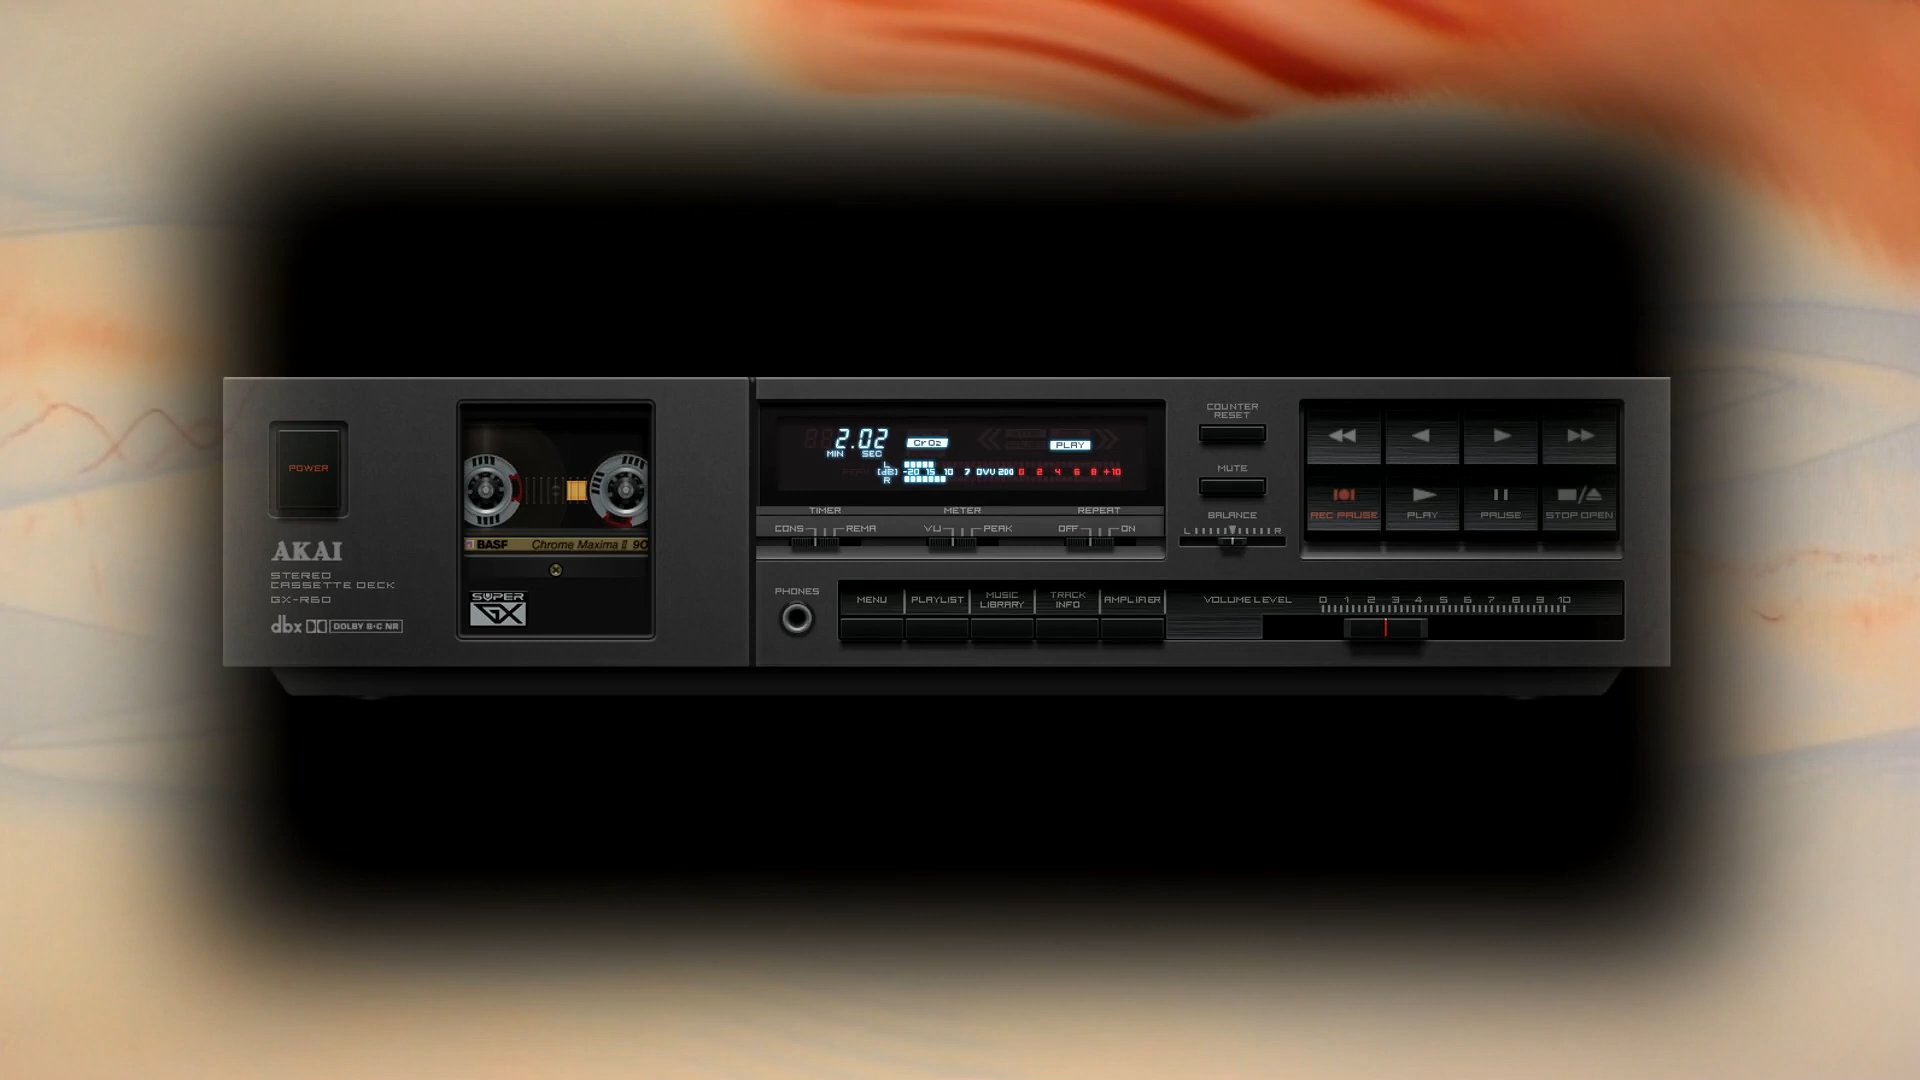 POWER
AKAI
STEREO
CASSETTE DECK
GX-R60
dbx DOLBY B-C NR
BASF Chrome Maxima II 90
SUPER
GX
2.02
MIN SEC
CrO2
PLAY
L
(dB) -20 15 10 7 0VU 200 0 2 4 6 8 +10
R
TIMER METER REPEAT
CONS REMA VU PEAK OFF ON
COUNTER
RESET
MUTE
BALANCE
L R
REC PAUSE PLAY PAUSE STOP OPEN
PHONES
MENU
PLAYLIST
MUSIC
LIBRARY
TRACK
INFO
AMPLIFIER
VOLUME LEVEL 0 1 2 3 4 5 6 7 8 9 10